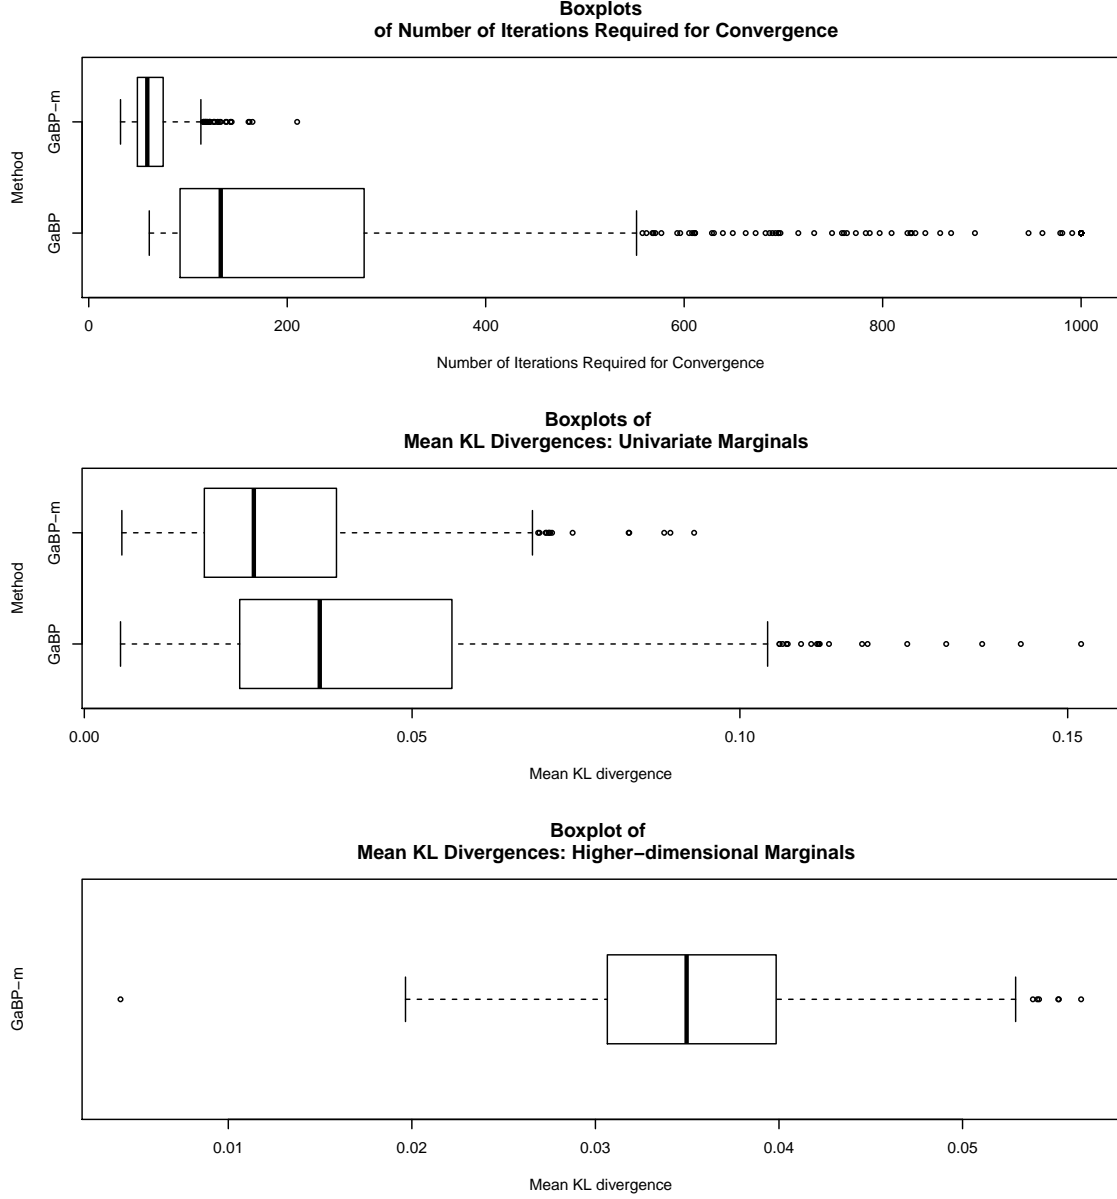 Boxplots
of Number of Iterations Required for Convergence
Method
GaBP−m
GaBP
0 200 400 600 800 1000
Number of Iterations Required for Convergence
Boxplots of
Mean KL Divergences: Univariate Marginals
Method
GaBP−m
GaBP
0.00 0.05 0.10 0.15
Mean KL divergence
Boxplot of
Mean KL Divergences: Higher−dimensional Marginals
GaBP−m
0.01 0.02 0.03 0.04 0.05
Mean KL divergence